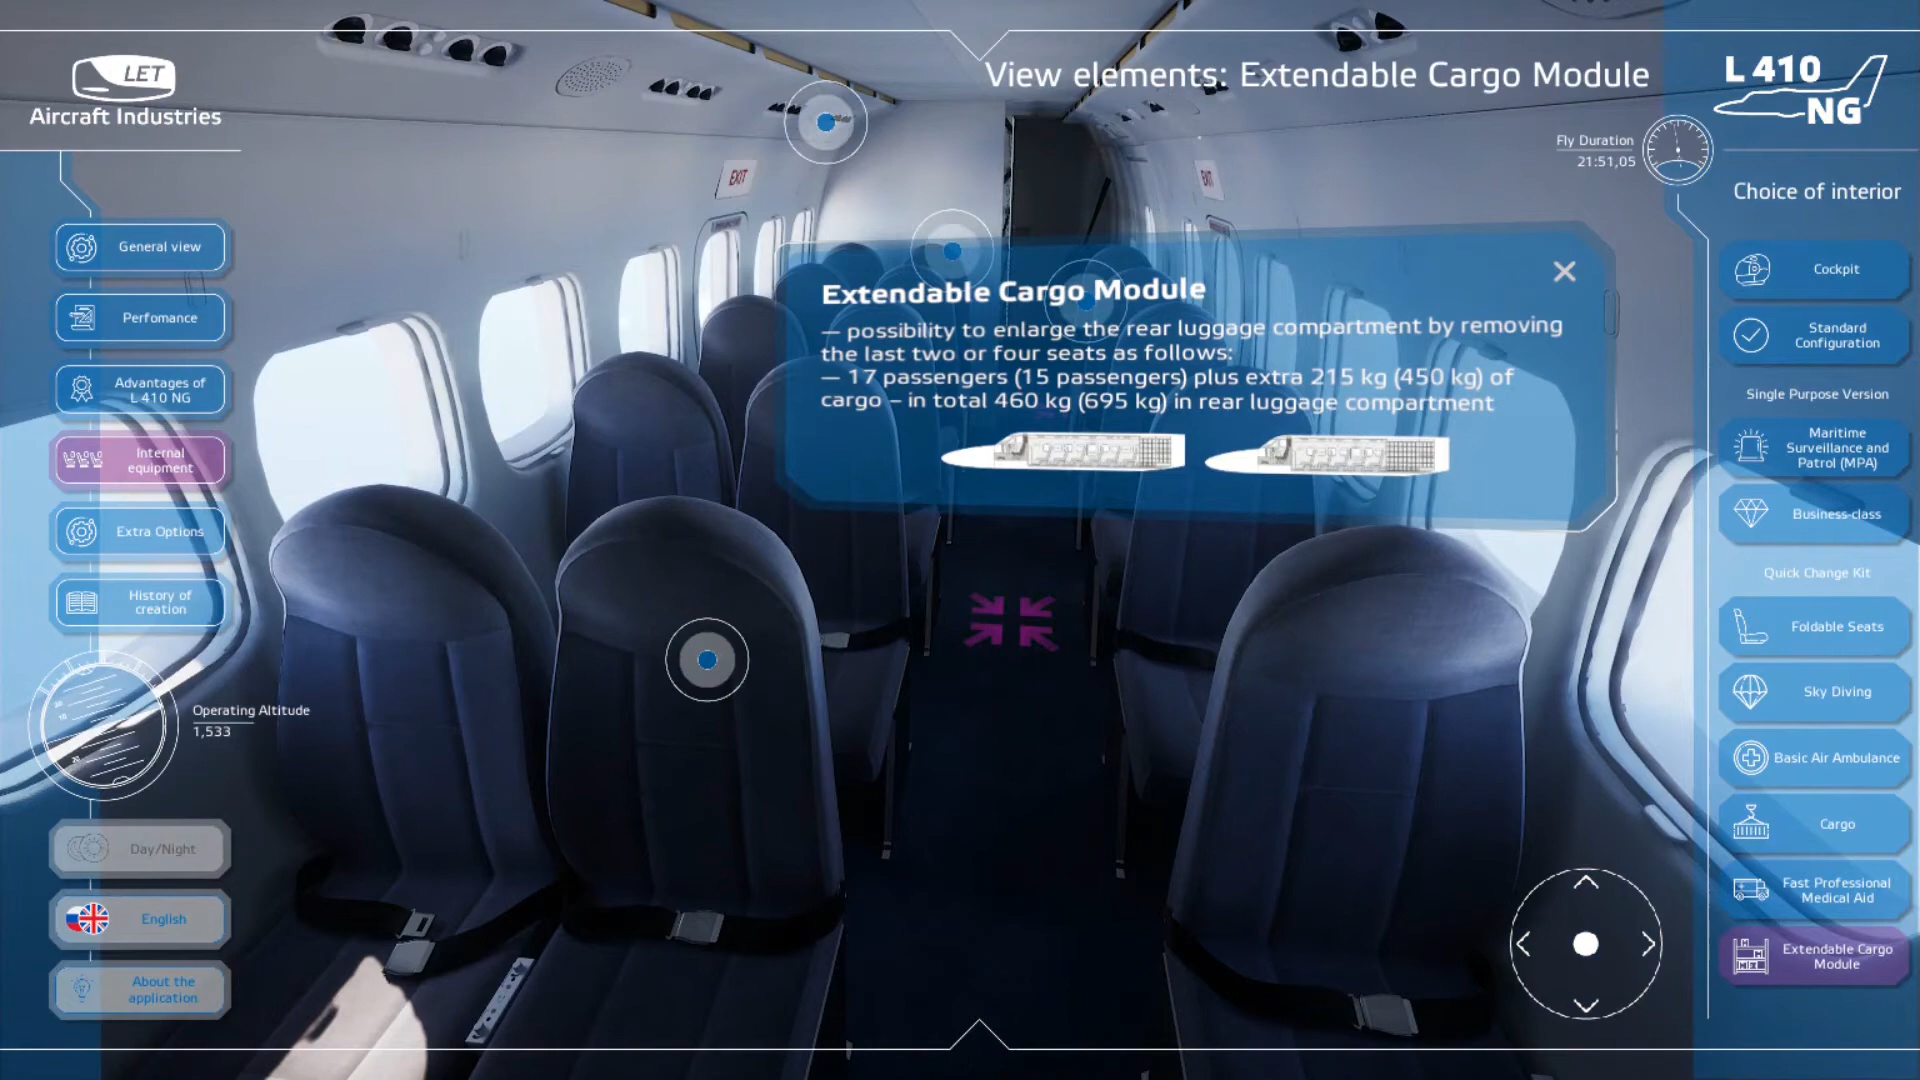 LET
Aircraft Industries
View elements: Extendable Cargo Module
L 410
NG
Fly Duration
21:51,05
EXIT
EXIT
Choice of interior
General view
Perfomance
Advantages of
L 410 NG
Internal
equipment
Extra Options
History of
creation
Operating Altitude
1,533
Day/Night
English
About the
application
Extendable Cargo Module
— possibility to enlarge the rear luggage compartment by removing
the last two or four seats as follows:
— 17 passengers (15 passengers) plus extra 215 kg (450 kg) of
cargo – in total 460 kg (695 kg) in rear luggage compartment
Cockpit
Standard
Configuration
Single Purpose Version
Maritime
Surveillance and
Patrol (MPA)
Business-class
Quick Change Kit
Foldable Seats
Sky Diving
Basic Air Ambulance
Cargo
Fast Professional
Medical Aid
Extendable Cargo
Module